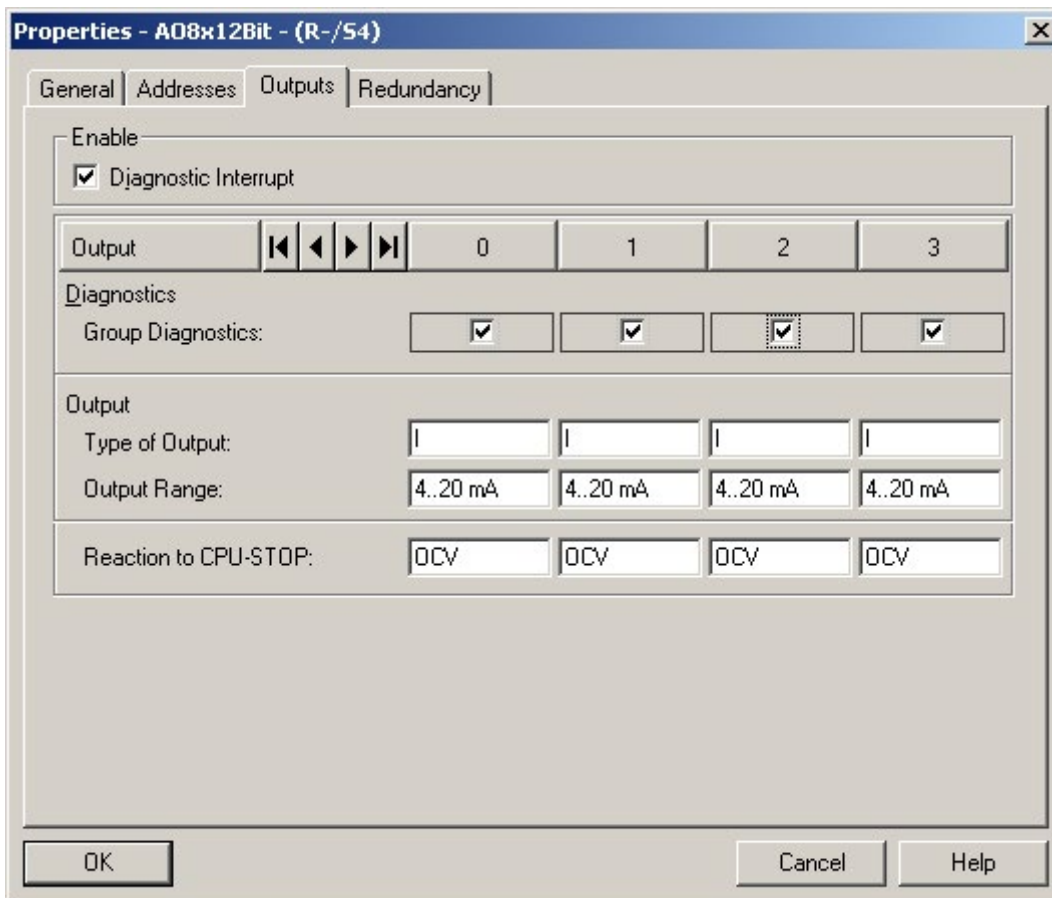 Properties - AO8x12Bit - (R-/S4)
General Addresses Outputs Redundancy
Enable
Diagnostic Interrupt
Output 0 1 2 3
Diagnostics
Group Diagnostics:
Output
Type of Output: I I I I
Output Range: 4..20 mA 4..20 mA 4..20 mA 4..20 mA
Reaction to CPU-STOP: OCV OCV OCV OCV
OK Cancel Help